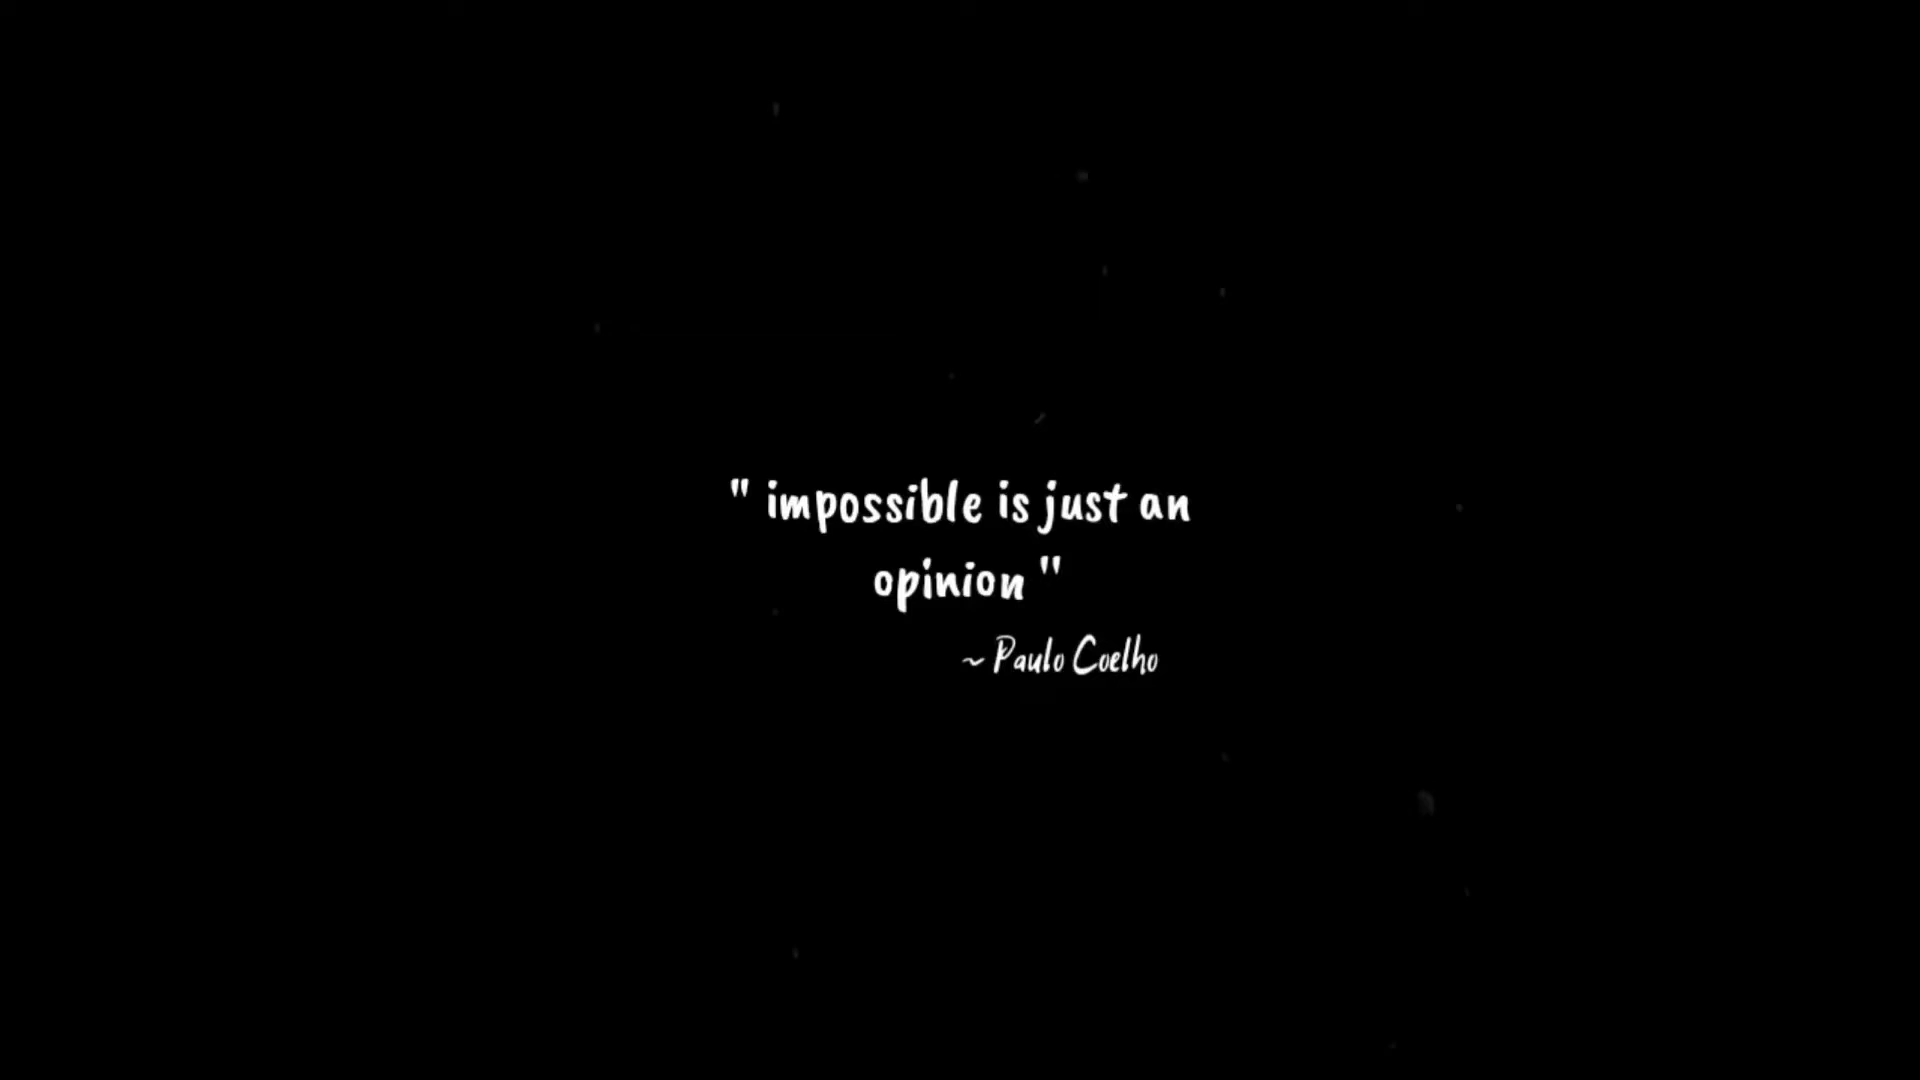 " impossible is just an
opinion "
~ Paulo Coelho